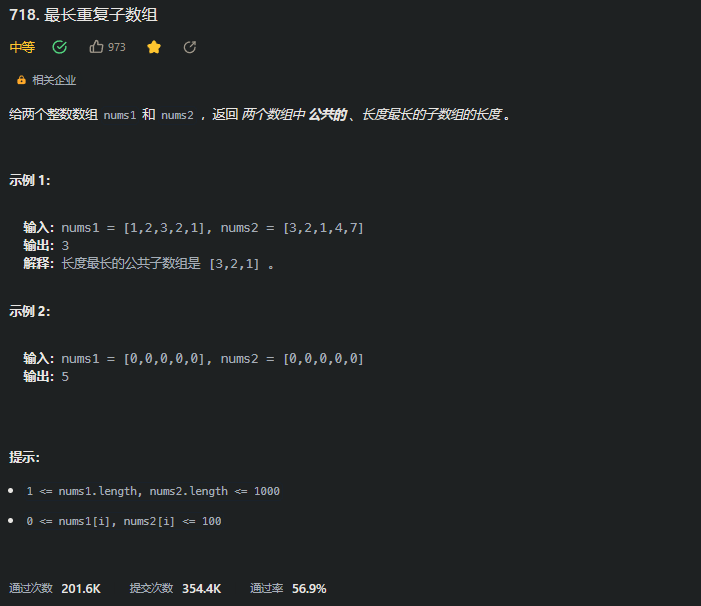 718. 最长重复子数组
中等 973
相关企业
给两个整数数组 nums1 和 nums2 ，返回 两个数组中 公共的 、长度最长的子数组的长度 。
示例 1：
输入：nums1 = [1,2,3,2,1], nums2 = [3,2,1,4,7]
输出：3
解释：长度最长的公共子数组是 [3,2,1] 。
示例 2：
输入：nums1 = [0,0,0,0,0], nums2 = [0,0,0,0,0]
输出：5
提示：
1 <= nums1.length, nums2.length <= 1000
0 <= nums1[i], nums2[i] <= 100
通过次数 201.6K 提交次数 354.4K 通过率 56.9%